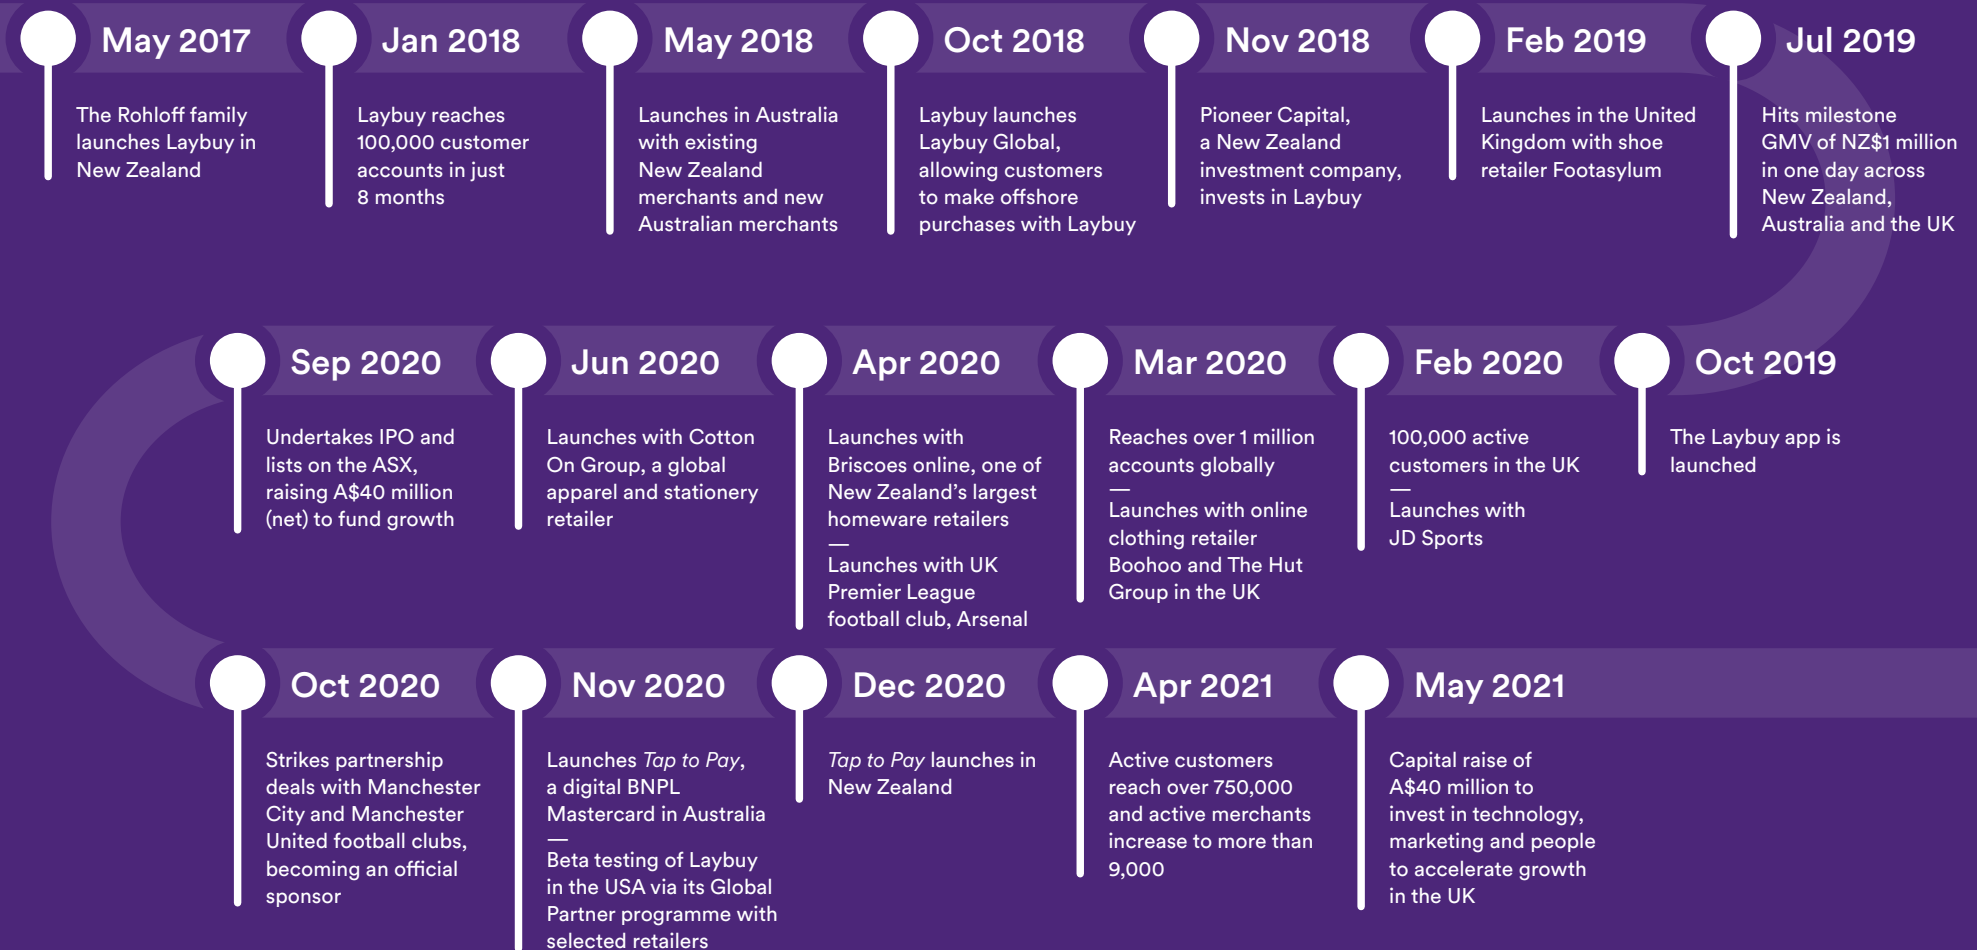 May 2017
The Rohloff family
launches Laybuy in
New Zealand
Jan 2018
Laybuy reaches
100,000 customer
accounts in just
8 months
May 2018
Launches in Australia
with existing
New Zealand
merchants and new
Australian merchants
Oct 2018
Laybuy launches
Laybuy Global,
allowing customers
to make offshore
purchases with Laybuy
Nov 2018
Pioneer Capital,
a New Zealand
investment company,
invests in Laybuy
Feb 2019
Launches in the United
Kingdom with shoe
retailer Footasylum
Jul 2019
Hits milestone
GMV of NZ$1 million
in one day across
New Zealand,
Australia and the UK
Oct 2019
The Laybuy app is
launched
Feb 2020
100,000 active
customers in the UK
—
Launches with
JD Sports
Mar 2020
Reaches over 1 million
accounts globally
—
Launches with online
clothing retailer
Boohoo and The Hut
Group in the UK
Apr 2020
Launches with
Briscoes online, one of
New Zealand’s largest
homeware retailers
—
Launches with UK
Premier League
football club, Arsenal
Jun 2020
Launches with Cotton
On Group, a global
apparel and stationery
retailer
Sep 2020
Undertakes IPO and
lists on the ASX,
raising A$40 million
(net) to fund growth
Oct 2020
Strikes partnership
deals with Manchester
City and Manchester
United football clubs,
becoming an official
sponsor
Nov 2020
Launches Tap to Pay,
a digital BNPL
Mastercard in Australia
—
Beta testing of Laybuy
in the USA via its Global
Partner programme with
selected retailers
Dec 2020
Tap to Pay launches in
New Zealand
Apr 2021
Active customers
reach over 750,000
and active merchants
increase to more than
9,000
May 2021
Capital raise of
A$40 million to
invest in technology,
marketing and people
to accelerate growth
in the UK